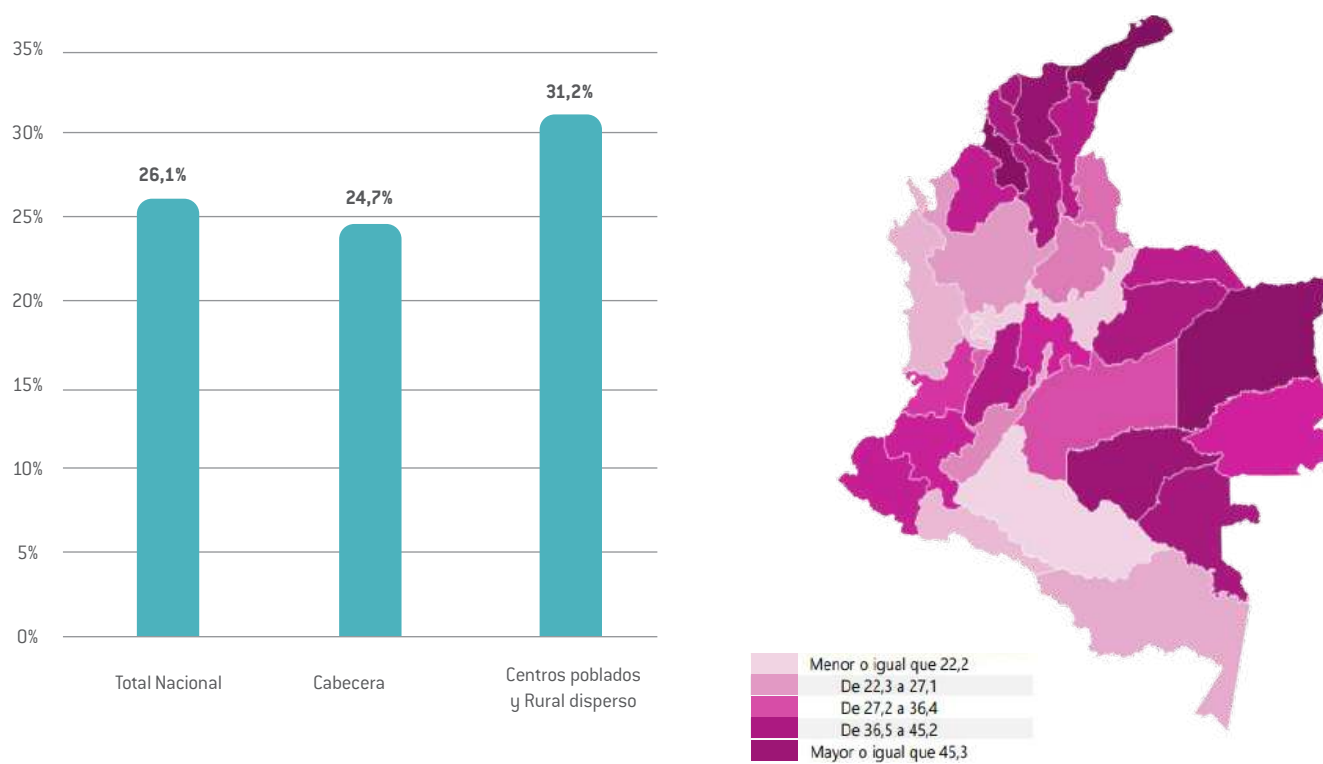 35%
30%
25%
20%
15%
10%
5%
0%
26,1%
24,7%
31,2%
Total Nacional
Cabecera
Centros poblados
y Rural disperso
Menor o igual que 22,2
De 22,3 a 27,1
De 27,2 a 36,4
De 36,5 a 45,2
Mayor o igual que 45,3